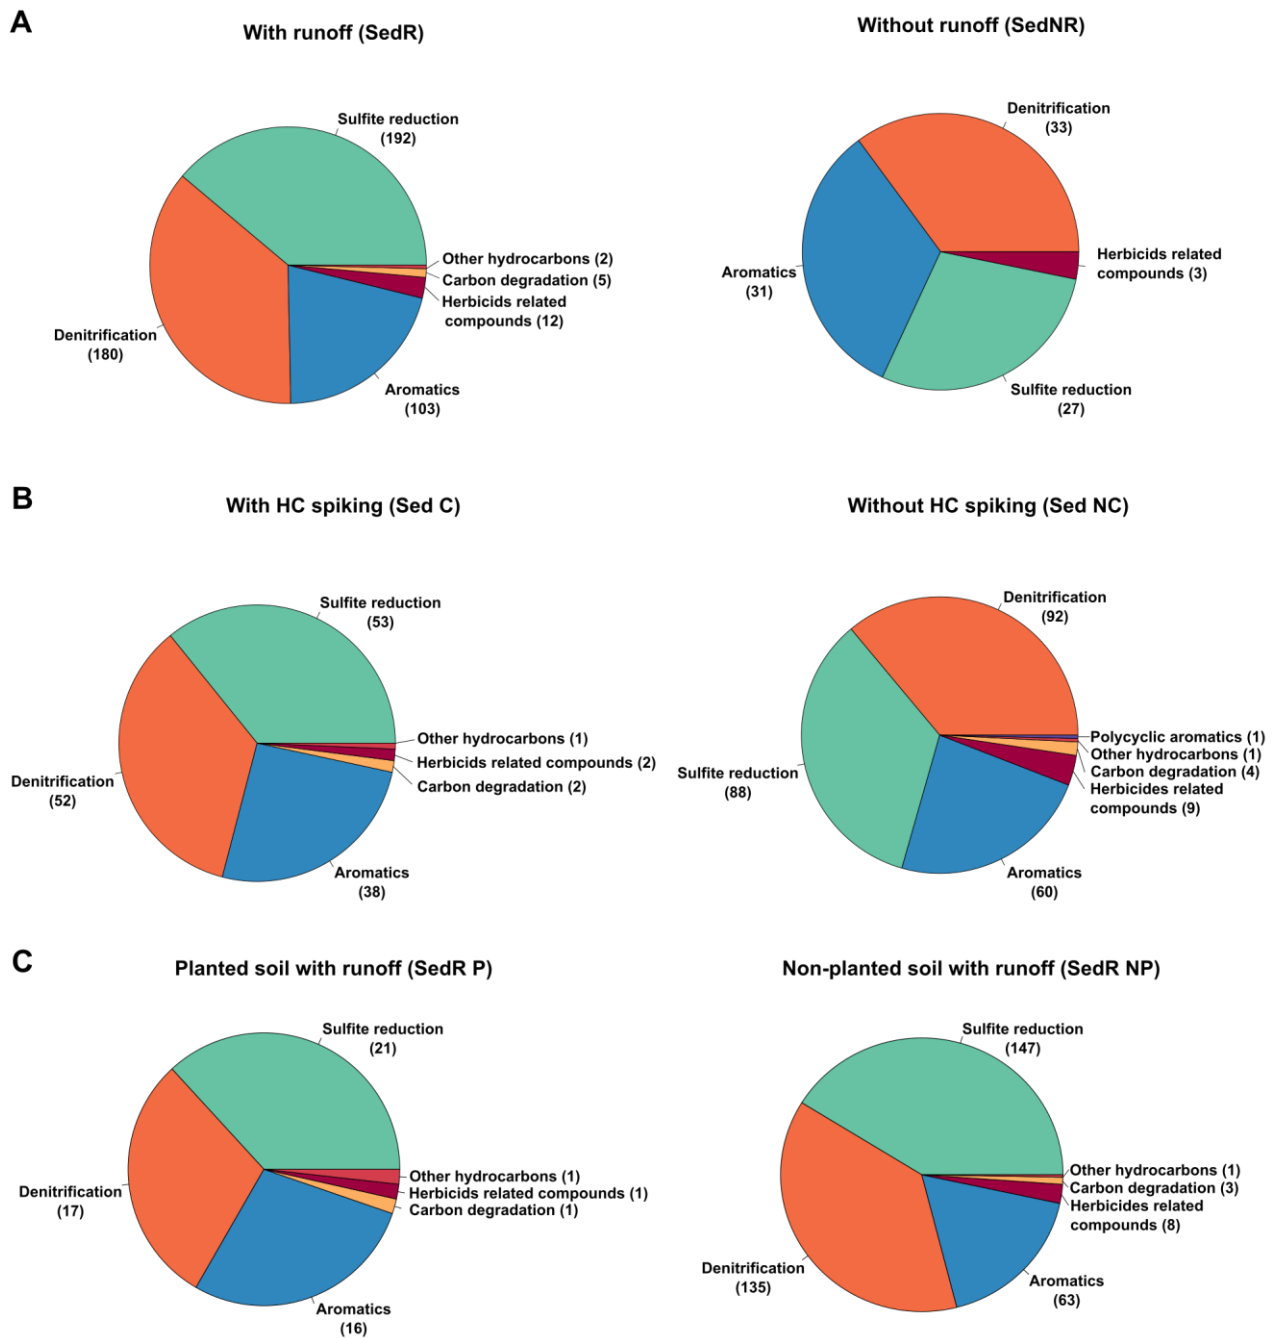 A
With runoff (SedR)
Without runoff (SedNR)
Sulfite reduction
(192)
Other hydrocarbons (2)
Carbon degradation (5)
Herbicids related
compounds (12)
Denitrification
(180)
Aromatics
(103)
Denitrification
(33)
Herbicids related
compounds (3)
Aromatics
(31)
Sulfite reduction
(27)
B
With HC spiking (Sed C)
Without HC spiking (Sed NC)
Sulfite reduction
(53)
Other hydrocarbons (1)
Herbicids related compounds (2)
Carbon degradation (2)
Denitrification
(52)
Aromatics
(38)
Denitrification
(92)
Polycyclic aromatics (1)
Other hydrocarbons (1)
Carbon degradation (4)
Herbicides related
compounds (9)
Sulfite reduction
(88)
Aromatics
(60)
C
Planted soil with runoff (SedR P)
Non-planted soil with runoff (SedR NP)
Sulfite reduction
(21)
Other hydrocarbons (1)
Herbicids related compounds (1)
Carbon degradation (1)
Denitrification
(17)
Aromatics
(16)
Sulfite reduction
(147)
Other hydrocarbons (1)
Carbon degradation (3)
Herbicides related
compounds (8)
Denitrification
(135)
Aromatics
(63)